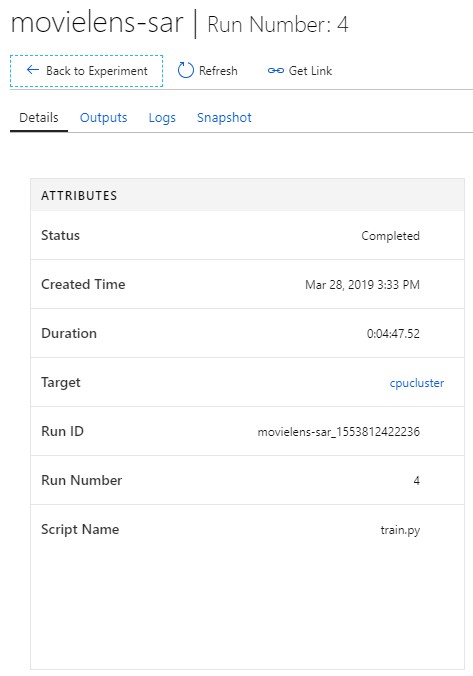 movielens-sar | Run Number: 4
Back to Experiment Refresh Get Link
Details Outputs Logs Snapshot
ATTRIBUTES
Status Completed
Created Time Mar 28, 2019 3:33 PM
Duration 0:04:47.52
Target cpucluster
Run ID movielens-sar_1553812422236
Run Number 4
Script Name train.py